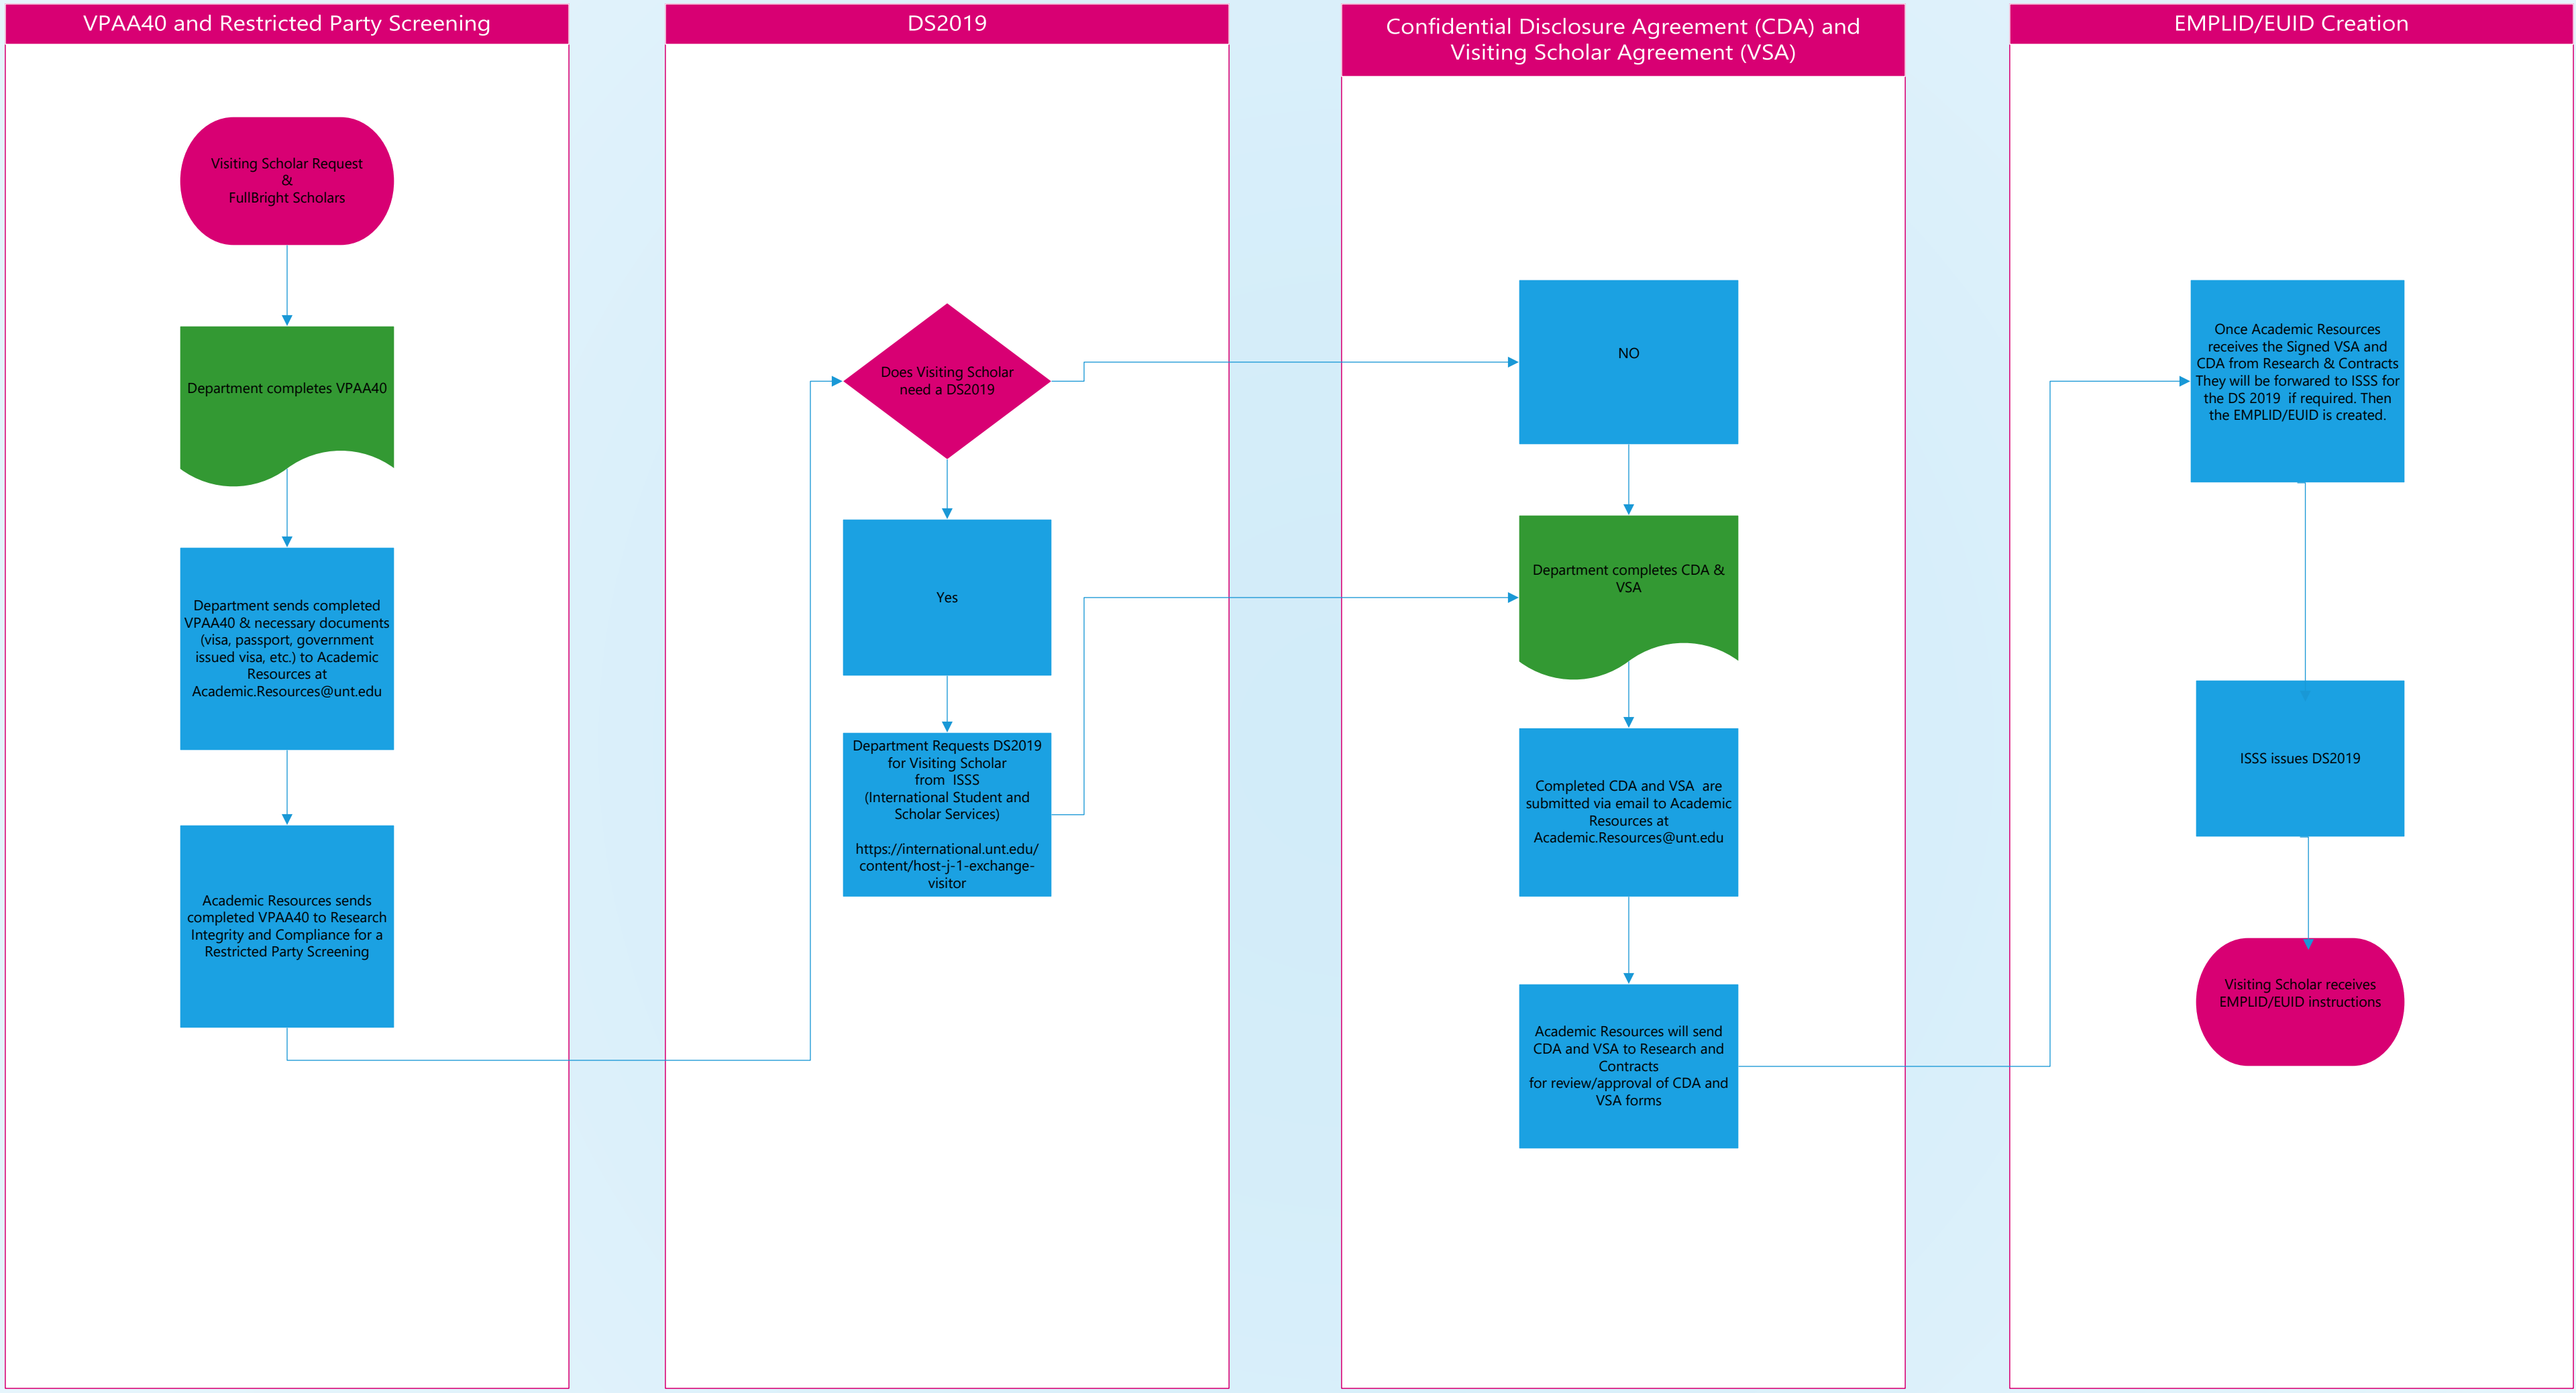 VPAA40 and Restricted Party Screening
Visiting Scholar Request
&
FullBright Scholars
Department completes VPAA40
Department sends completed
VPAA40 & necessary documents
(visa, passport, government
issued visa, etc.) to Academic
Resources at
Academic.Resources@unt.edu
Academic Resources sends
completed VPAA40 to Research
Integrity and Compliance for a
Restricted Party Screening
DS2019
Does Visiting Scholar
need a DS2019
Yes
Department Requests DS2019
for Visiting Scholar
from ISSS
(International Student and
Scholar Services)
https://international.unt.edu/
content/host-j-1-exchange-
visitor
Confidential Disclosure Agreement (CDA) and
Visiting Scholar Agreement (VSA)
NO
Department completes CDA &
VSA
Completed CDA and VSA are
submitted via email to Academic
Resources at
Academic.Resources@unt.edu
Academic Resources will send
CDA and VSA to Research and
Contracts
for review/approval of CDA and
VSA forms
EMPLID/EUID Creation
Once Academic Resources
receives the Signed VSA and
CDA from Research & Contracts
They will be forwared to ISSS for
the DS 2019 if required. Then
the EMPLID/EUID is created.
ISSS issues DS2019
Visiting Scholar receives
EMPLID/EUID instructions